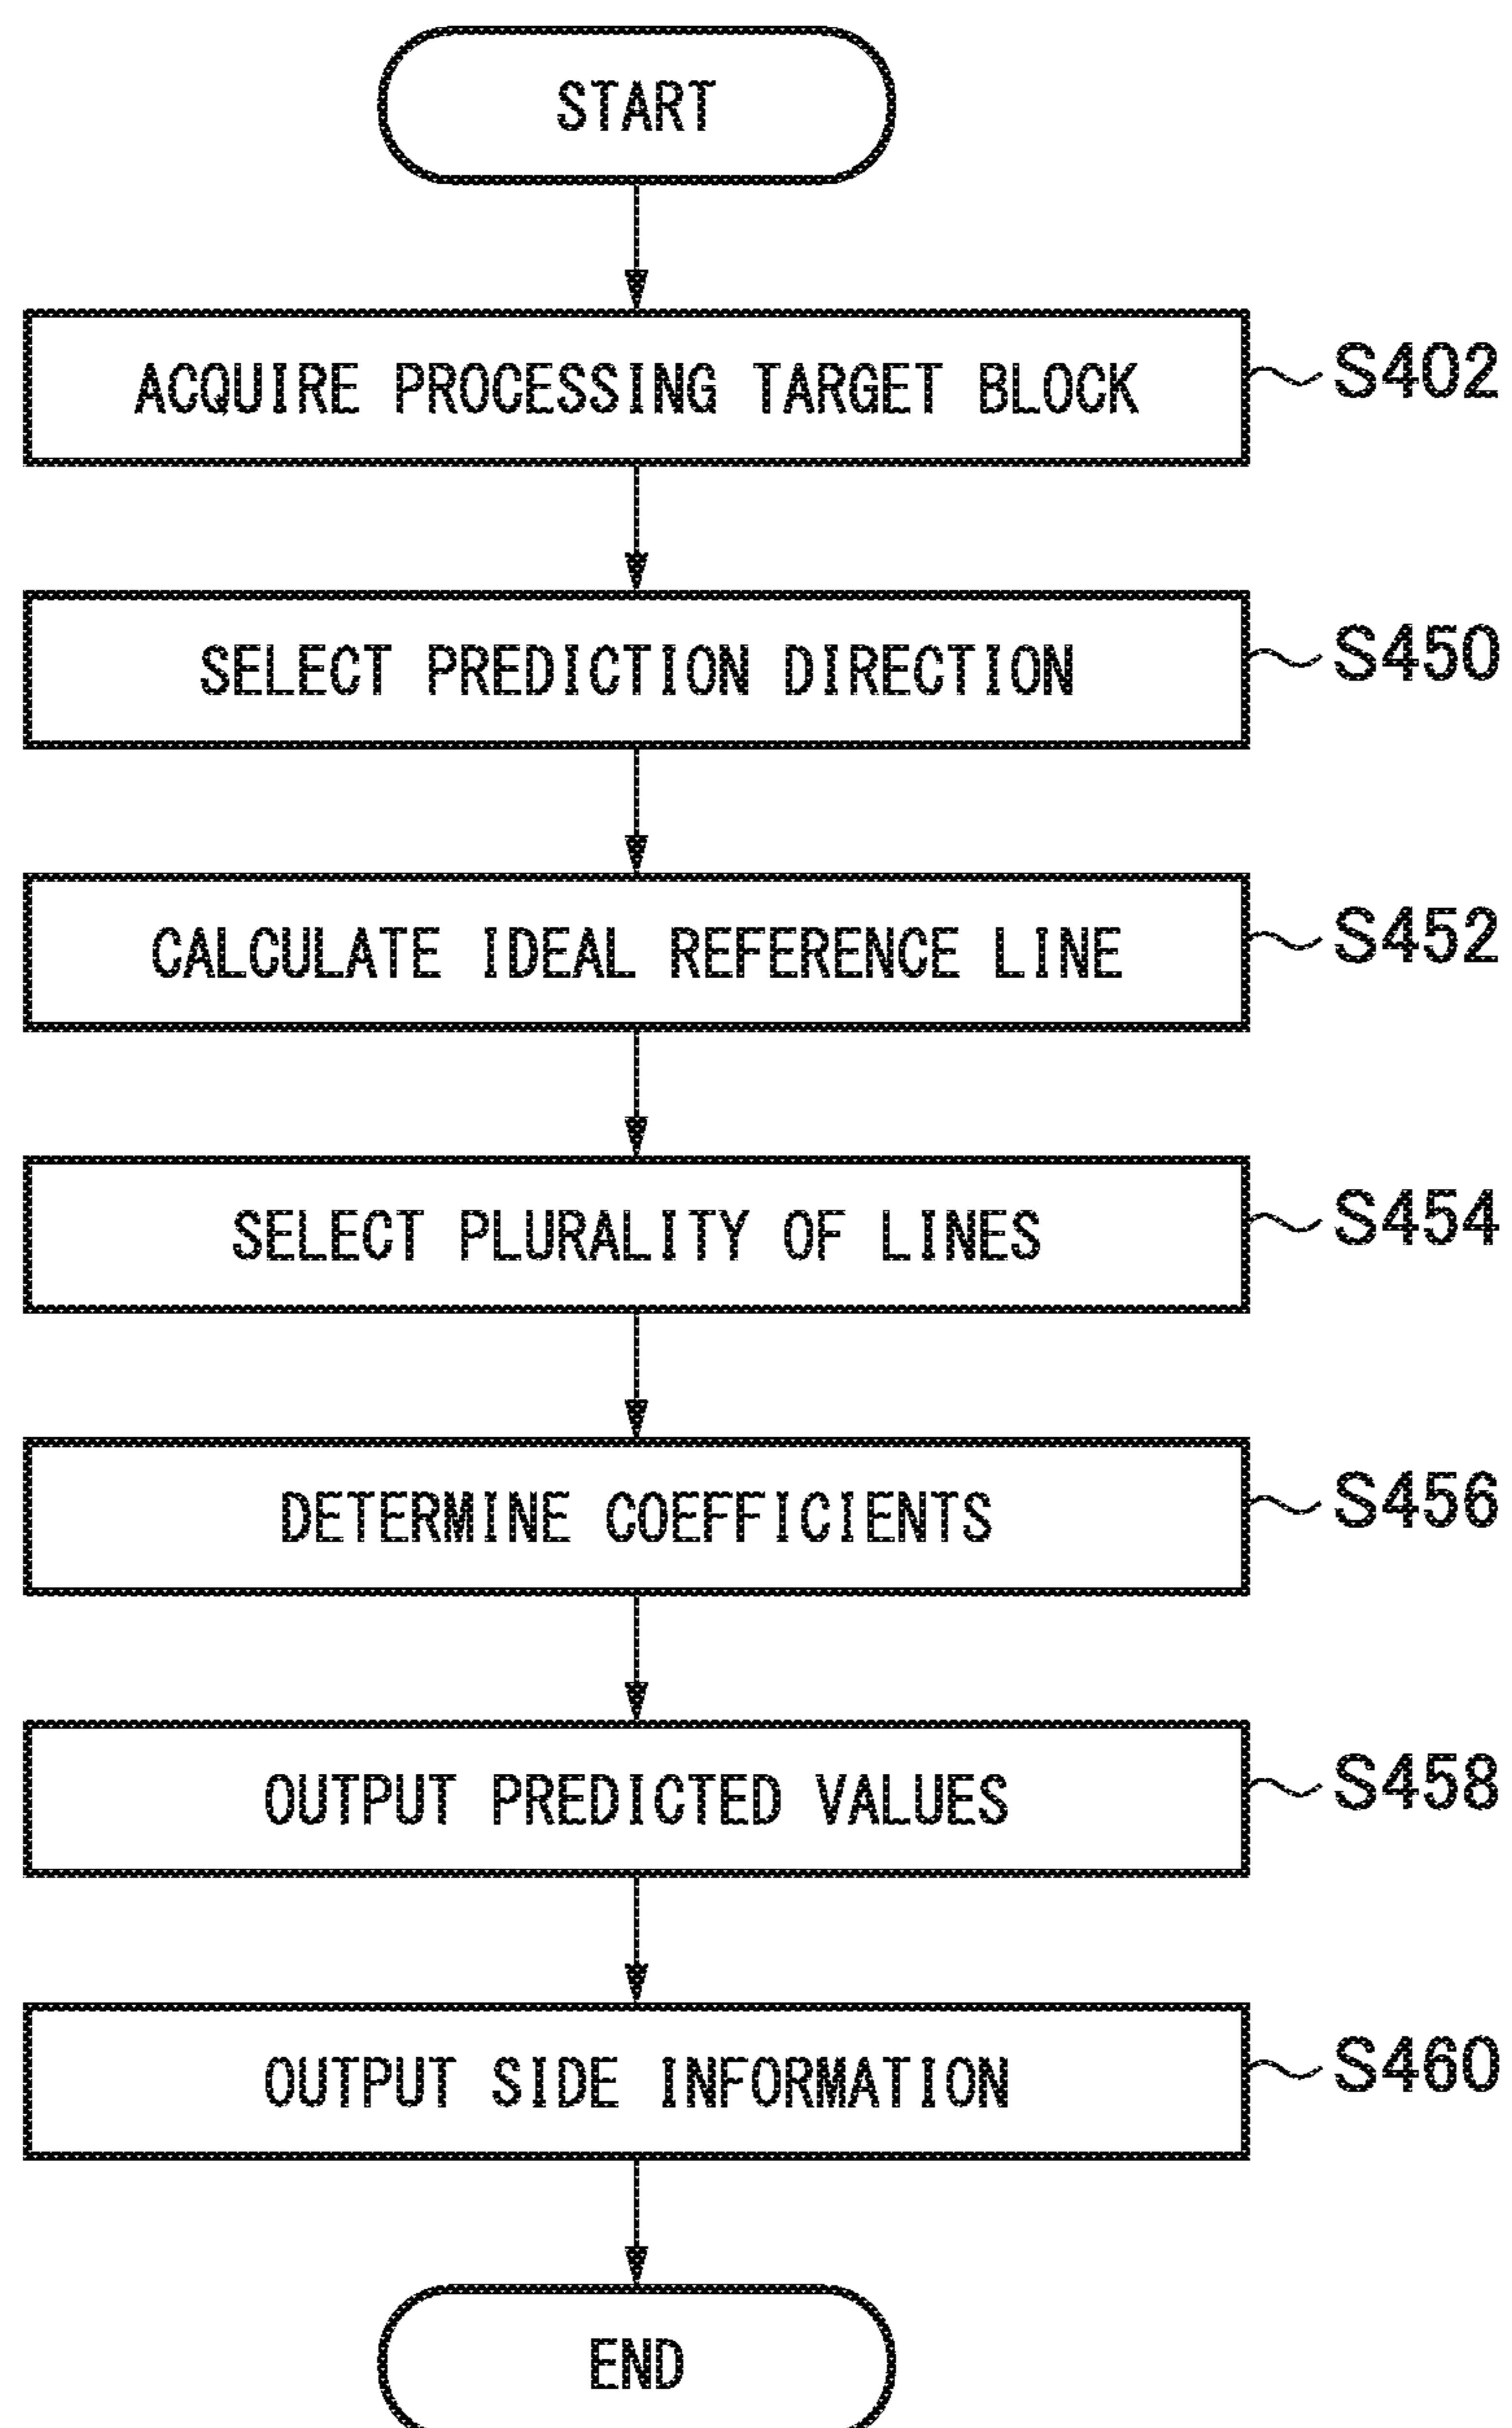 START
ACQUIRE PROCESSING TARGET BLOCK S402
SELECT PREDICTION DIRECTION S450
CALCULATE IDEAL REFERENCE LINE S452
SELECT PLURALITY OF LINES S454
DETERMINE COEFFICIENTS S456
OUTPUT PREDICTED VALUES S458
OUTPUT SIDE INFORMATION S460
END